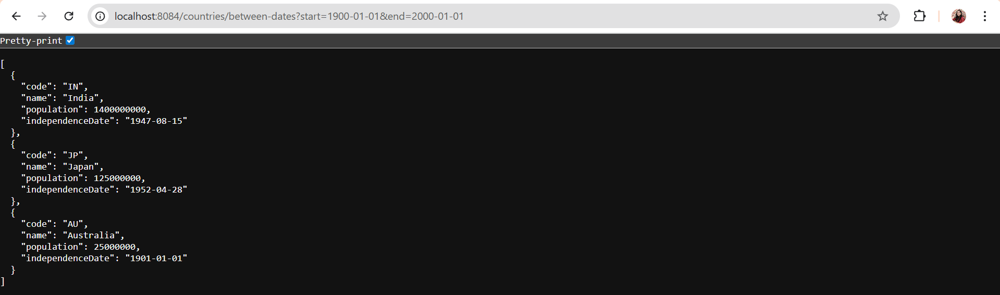 localhost:8084/countries/between-dates?start=1900-01-01&end=2000-01-01
Pretty-print
[
  {
    "code": "IN",
    "name": "India",
    "population": 1400000000,
    "independenceDate": "1947-08-15"
  },
  {
    "code": "JP",
    "name": "Japan",
    "population": 125000000,
    "independenceDate": "1952-04-28"
  },
  {
    "code": "AU",
    "name": "Australia",
    "population": 25000000,
    "independenceDate": "1901-01-01"
  }
]